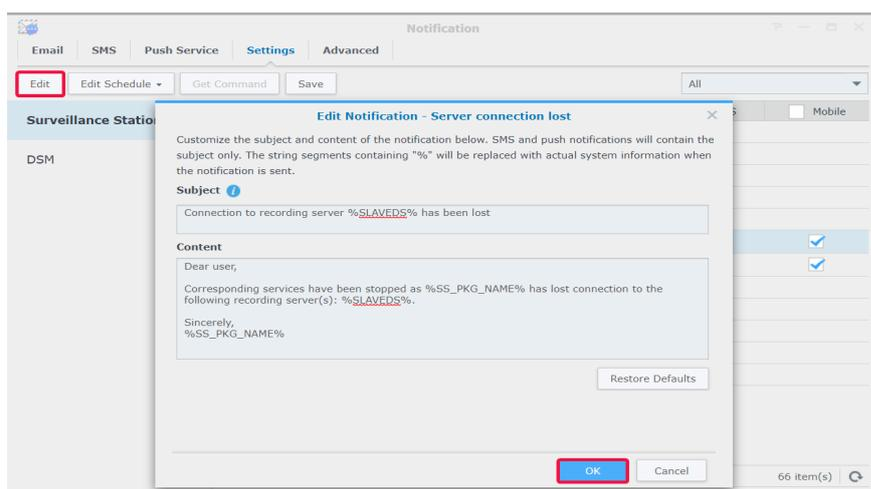 Notification
Email SMS Push Service Settings Advanced
Edit Edit Schedule Get Command Save All
Mobile
Surveillance Statio
DSM
Edit Notification - Server connection lost
Customize the subject and content of the notification below. SMS and push notifications will contain the
subject only. The string segments containing "%" will be replaced with actual system information when
the notification is sent.
Subject
Connection to recording server %SLAVEDS% has been lost
Content
Dear user,
Corresponding services have been stopped as %SS_PKG_NAME% has lost connection to the
following recording server(s): %SLAVEDS%.
Sincerely,
%SS_PKG_NAME%
Restore Defaults
OK Cancel
66 item(s)